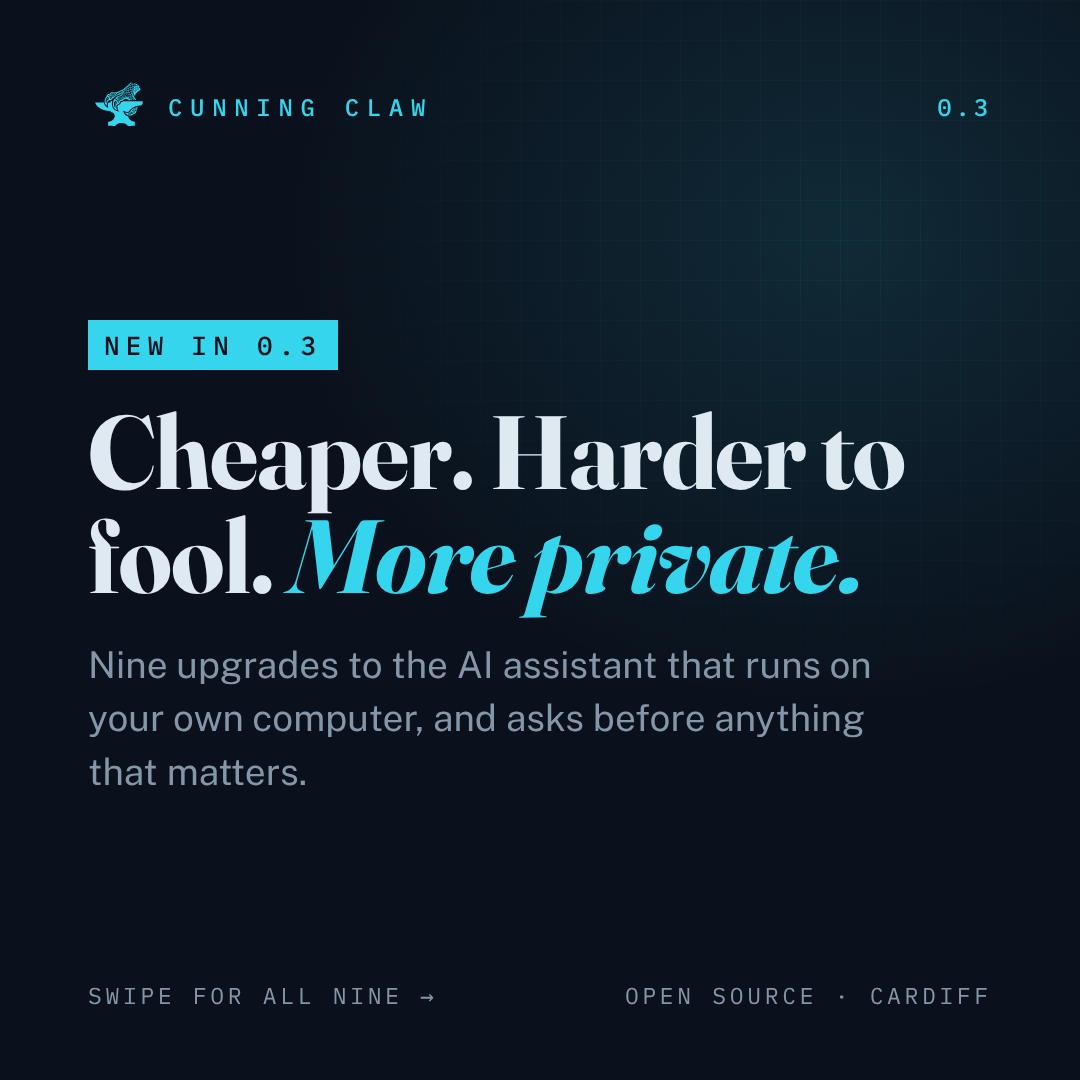 CUNNING CLAW
0.3
NEW IN 0.3
Cheaper. Harder to
fool. More private.
Nine upgrades to the AI assistant that runs on
your own computer, and asks before anything
that matters.
SWIPE FOR ALL NINE →
OPEN SOURCE · CARDIFF